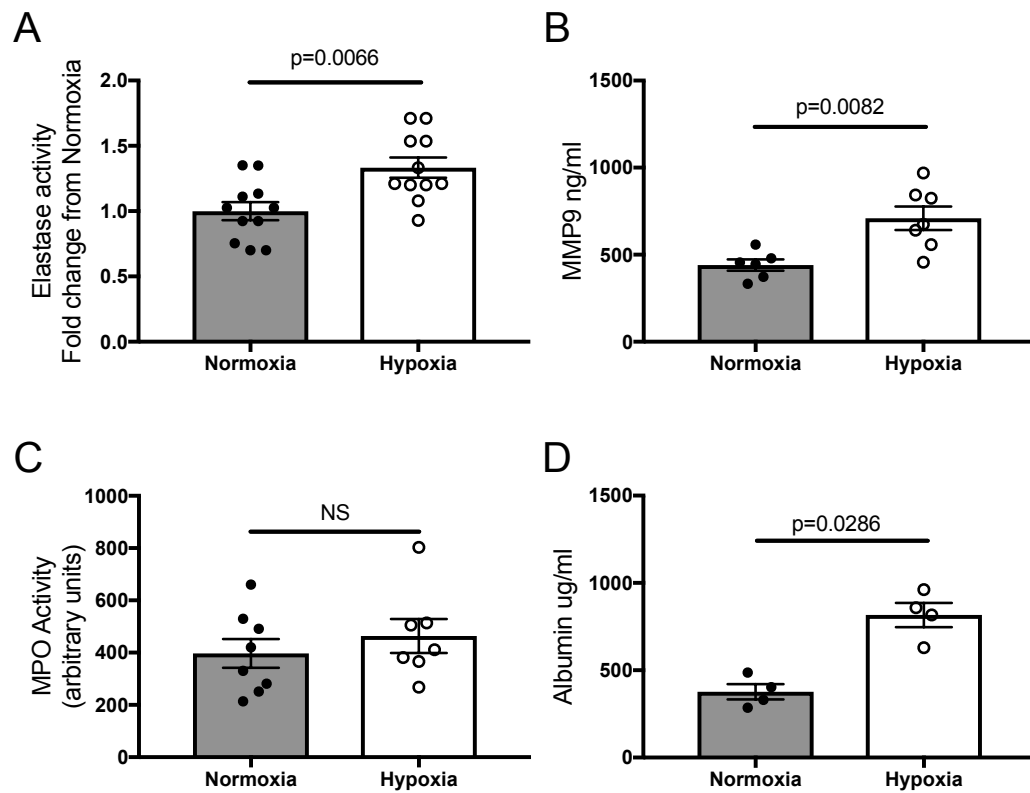 A
p=0.0066
Elastase activity
Fold change from Normoxia
2.0
1.5
1.0
0.5
0.0
Normoxia Hypoxia
B
p=0.0082
MMP9 ng/ml
1500
1000
500
0
Normoxia Hypoxia
C
NS
MPO Activity
(arbitrary units)
1000
800
600
400
200
0
Normoxia Hypoxia
D
p=0.0286
Albumin ug/ml
1500
1000
500
0
Normoxia Hypoxia